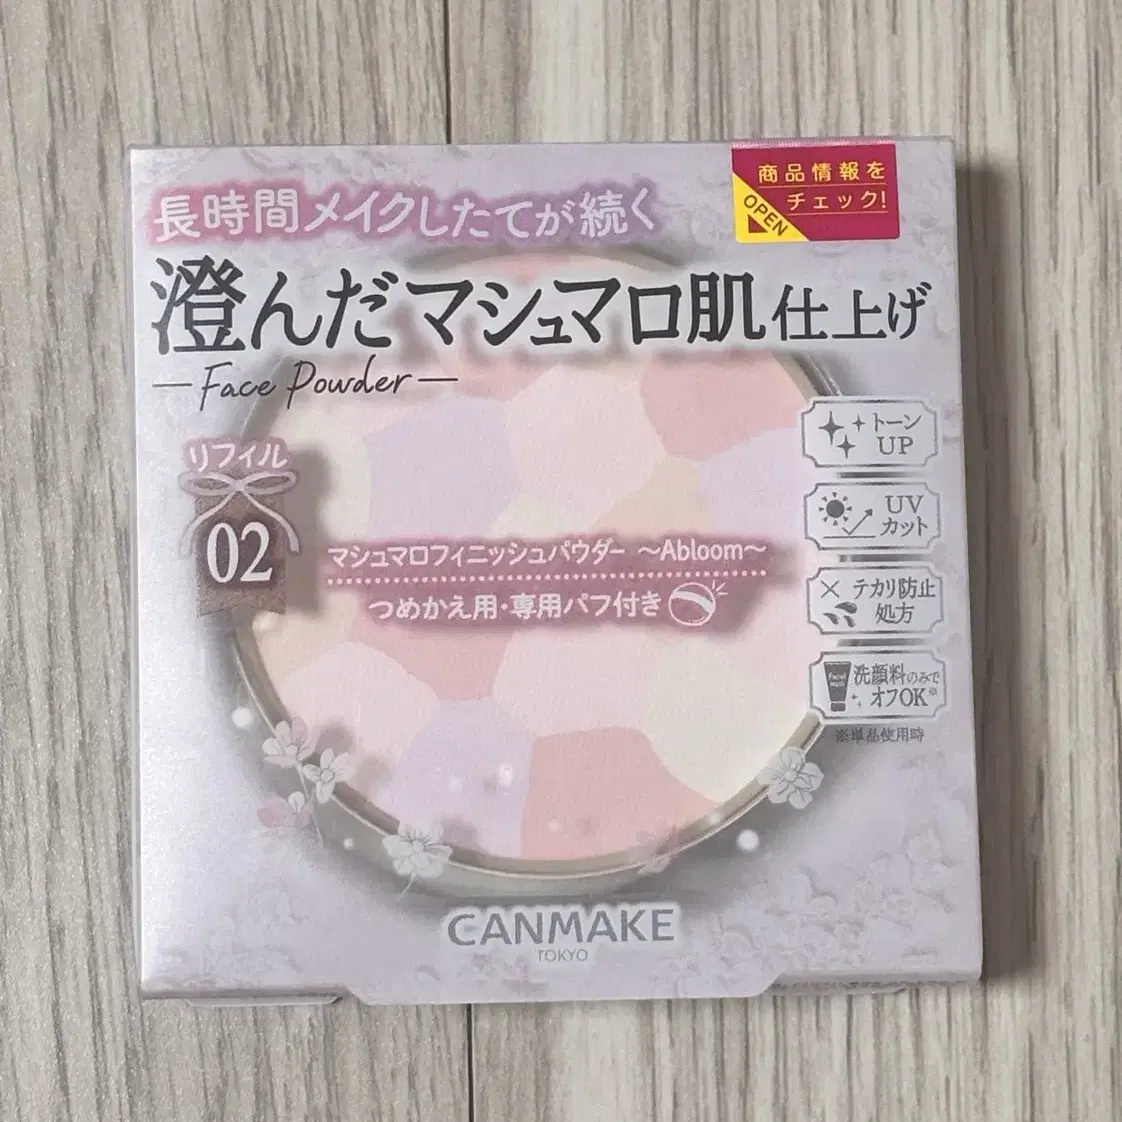 商品情報を
チェック!
OPEN
長時間メイクしたてが続く
澄んだマシュマロ肌仕上げ
Face Powder
リフィル
02
トーン
UP
UV
カット
テカリ防止
処方
洗顔料のみで
オフOK※
※単品使用時
マシュマロフィニッシュパウダー ～Abloom～
つめかえ用・専用パフ付き
CANMAKE
TOKYO